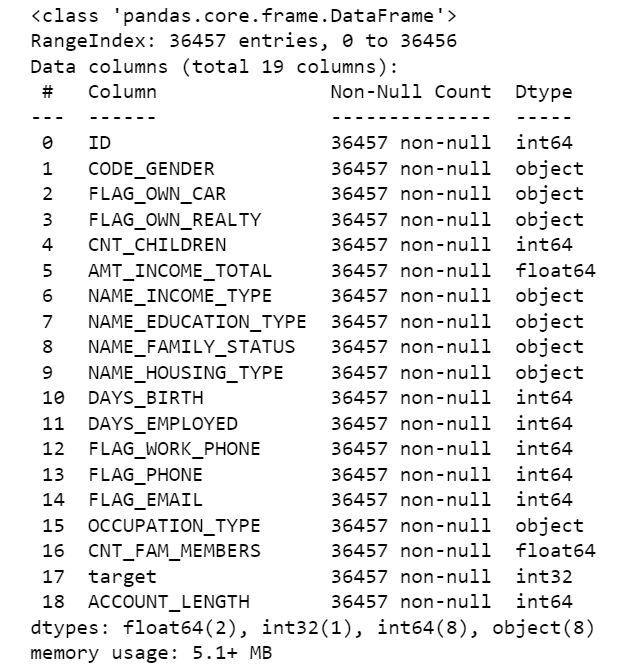 <class 'pandas.core.frame.DataFrame'>
RangeIndex: 36457 entries, 0 to 36456
Data columns (total 19 columns):
 #   Column               Non-Null Count  Dtype
---  ------               --------------  -----
 0   ID                   36457 non-null  int64
 1   CODE_GENDER          36457 non-null  object
 2   FLAG_OWN_CAR         36457 non-null  object
 3   FLAG_OWN_REALTY      36457 non-null  object
 4   CNT_CHILDREN         36457 non-null  int64
 5   AMT_INCOME_TOTAL     36457 non-null  float64
 6   NAME_INCOME_TYPE     36457 non-null  object
 7   NAME_EDUCATION_TYPE  36457 non-null  object
 8   NAME_FAMILY_STATUS   36457 non-null  object
 9   NAME_HOUSING_TYPE    36457 non-null  object
 10  DAYS_BIRTH           36457 non-null  int64
 11  DAYS_EMPLOYED        36457 non-null  int64
 12  FLAG_WORK_PHONE      36457 non-null  int64
 13  FLAG_PHONE           36457 non-null  int64
 14  FLAG_EMAIL           36457 non-null  int64
 15  OCCUPATION_TYPE      36457 non-null  object
 16  CNT_FAM_MEMBERS      36457 non-null  float64
 17  target               36457 non-null  int32
 18  ACCOUNT_LENGTH       36457 non-null  int64
dtypes: float64(2), int32(1), int64(8), object(8)
memory usage: 5.1+ MB